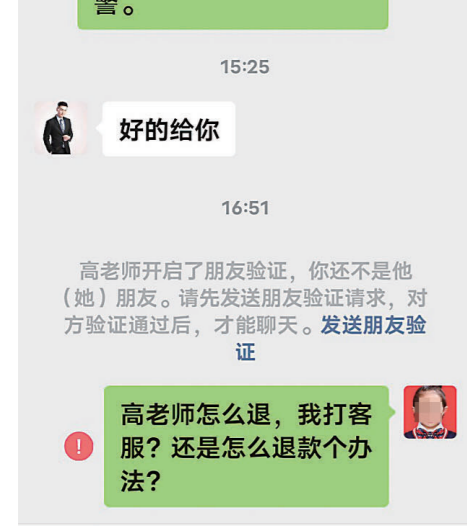 警。
15:25
好的给你
16:51
高老师开启了朋友验证，你还不是他
（她）朋友。请先发送朋友验证请求，对
方验证通过后，才能聊天。发送朋友验
证
高老师怎么退，我打客
服？还是怎么退款个办
法？